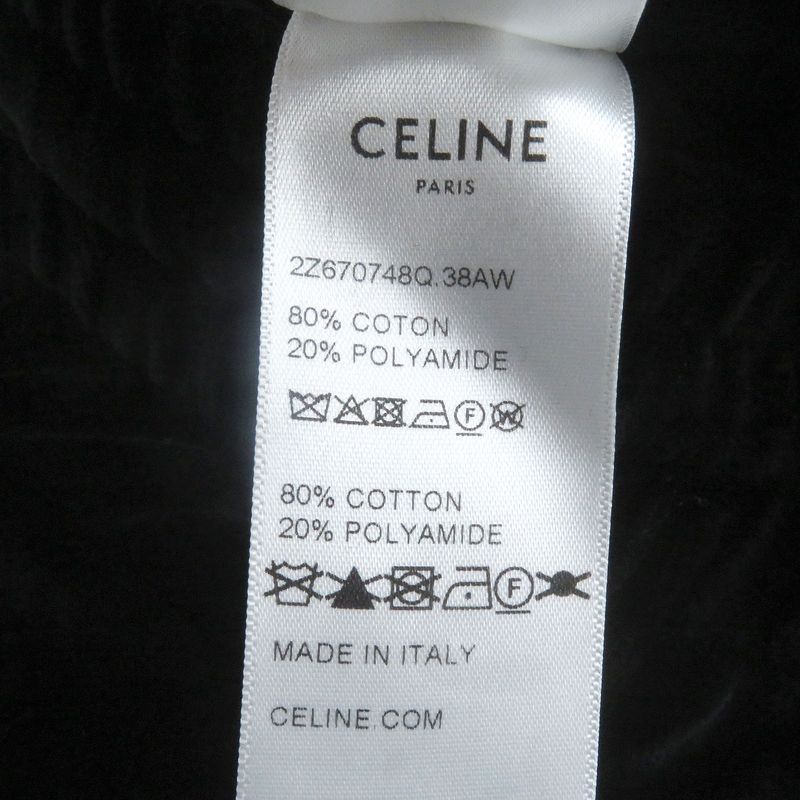 CELINE
PARIS
2Z670748Q.38AW
80% COTON
20% POLYAMIDE
F W
80% COTTON
20% POLYAMIDE
F
MADE IN ITALY
CELINE.COM